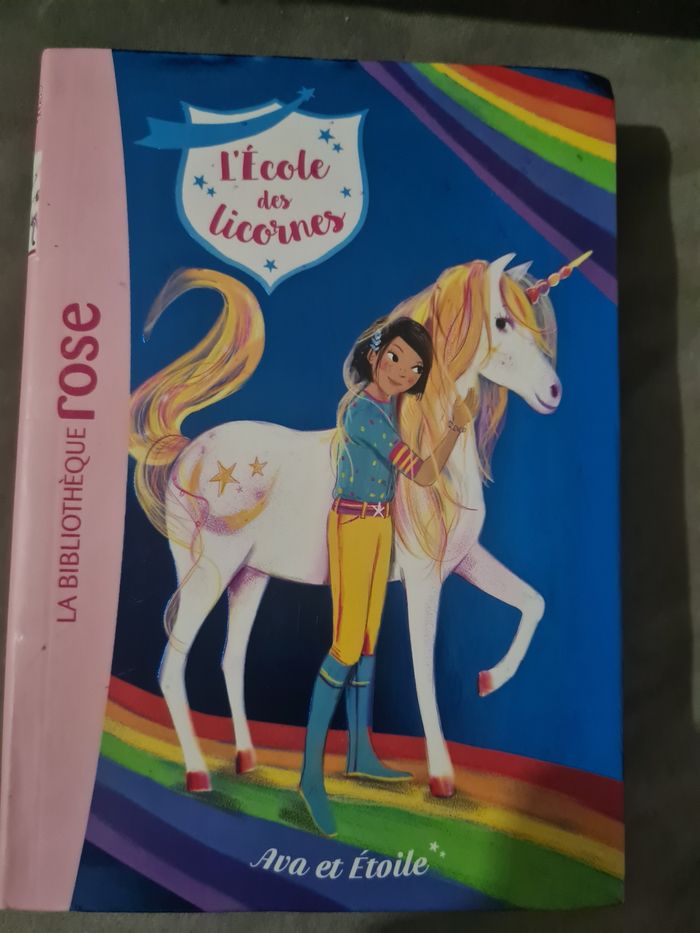 L'École
des
licornes
LA BIBLIOTHÈQUE rose
Ava et Étoile